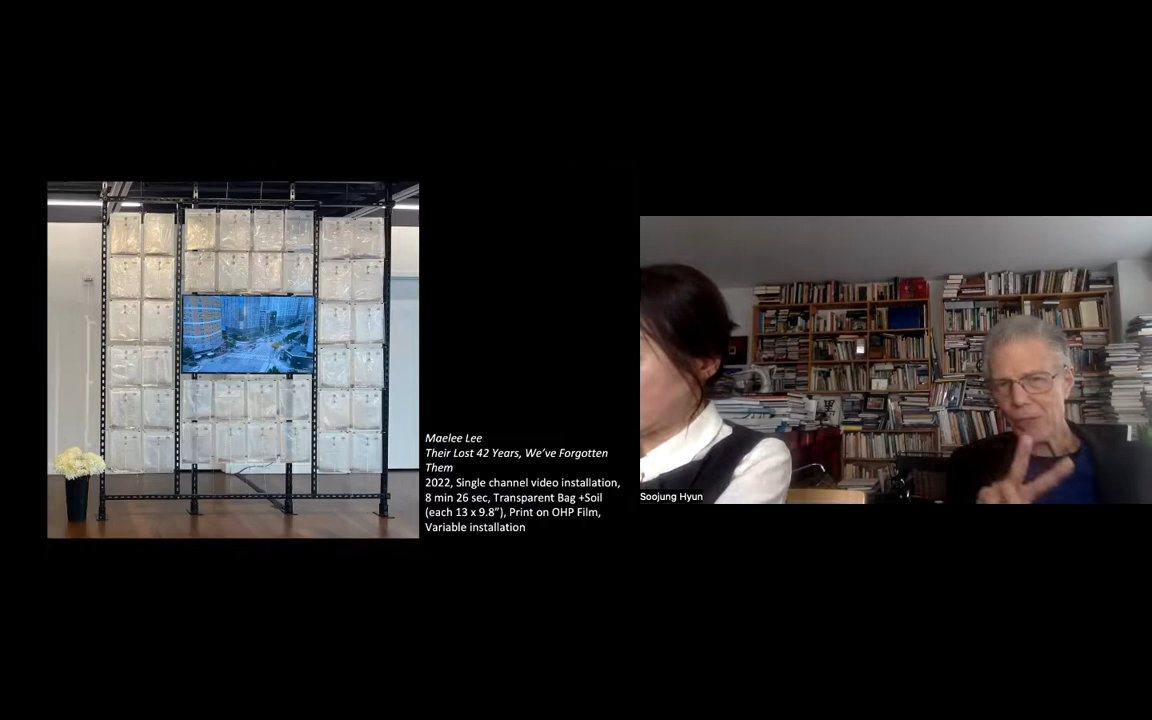 Maelee Lee
Their Lost 42 Years, We've Forgotten
Them
2022, Single channel video installation,
8 min 26 sec, Transparent Bag +Soil
(each 13 x 9.8”), Print on OHP Film,
Variable installation
Soojung Hyun